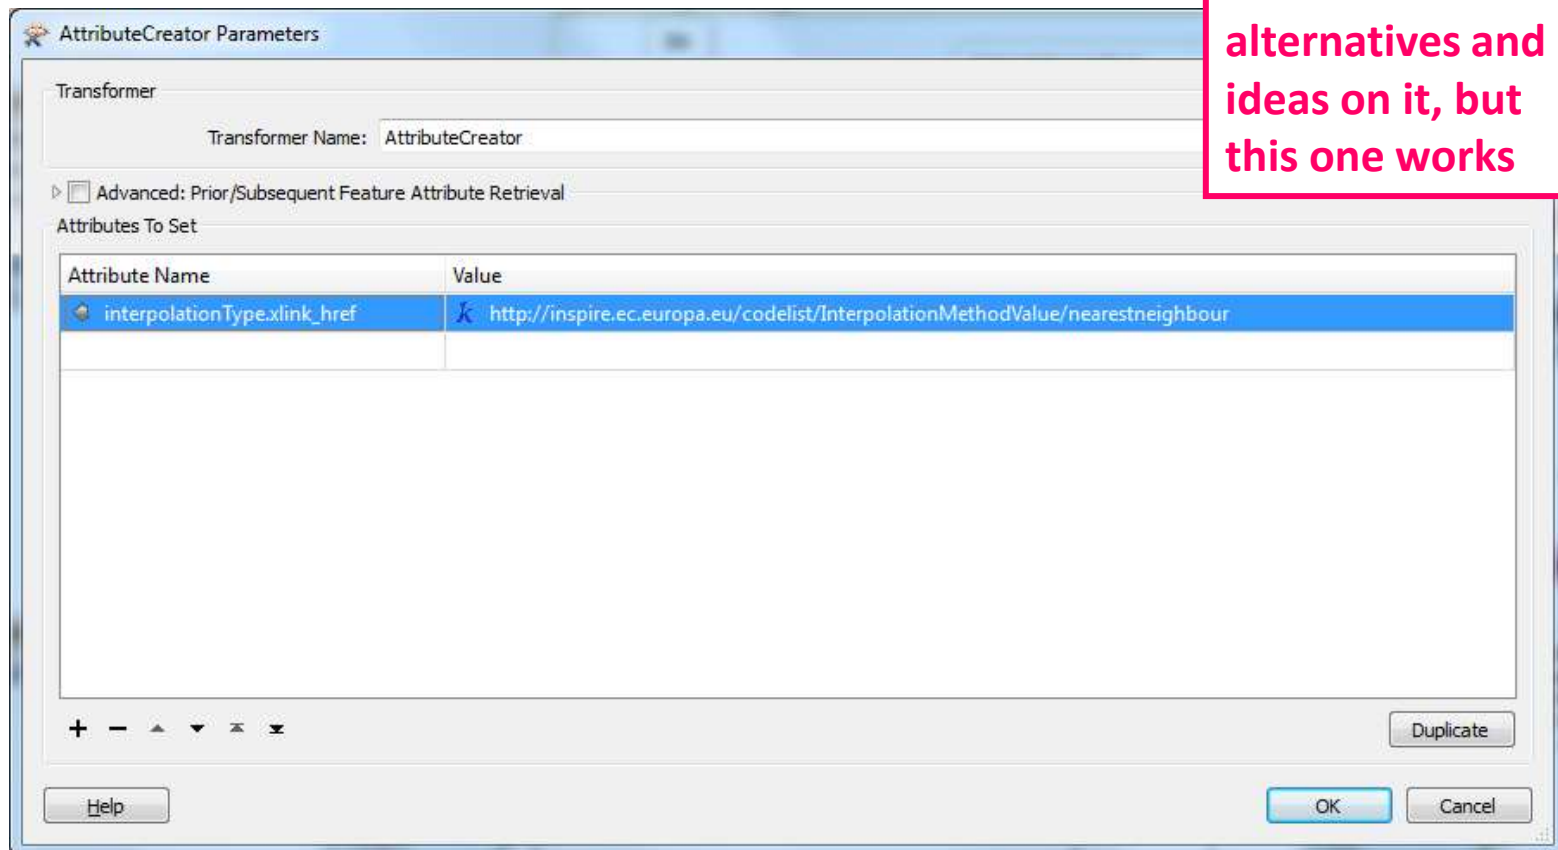 AttributeCreator Parameters
alternatives and
ideas on it, but
this one works
Transformer
Transformer Name: AttributeCreator
Advanced: Prior/Subsequent Feature Attribute Retrieval
Attributes To Set
Attribute Name Value
interpolationType.xlink_href k http://inspire.ec.europa.eu/codelist/InterpolationMethodValue/nearestneighbour
Duplicate
Help OK Cancel